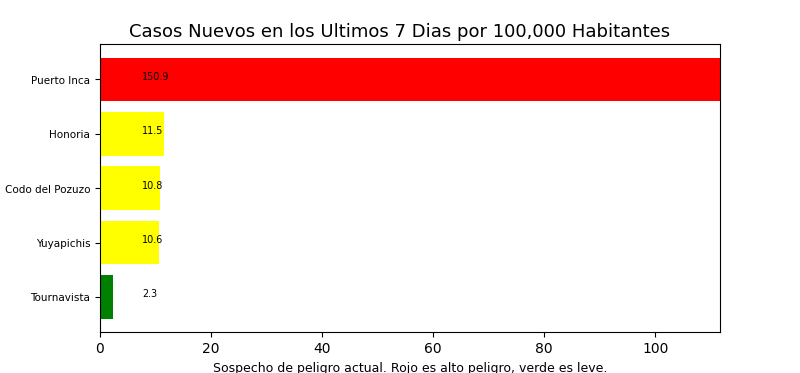 Casos Nuevos en los Ultimos 7 Dias por 100,000 Habitantes
Puerto Inca 150.9
Honoria 11.5
Codo del Pozuzo 10.8
Yuyapichis 10.6
Tournavista 2.3
0 20 40 60 80 100
Sospecho de peligro actual. Rojo es alto peligro, verde es leve.